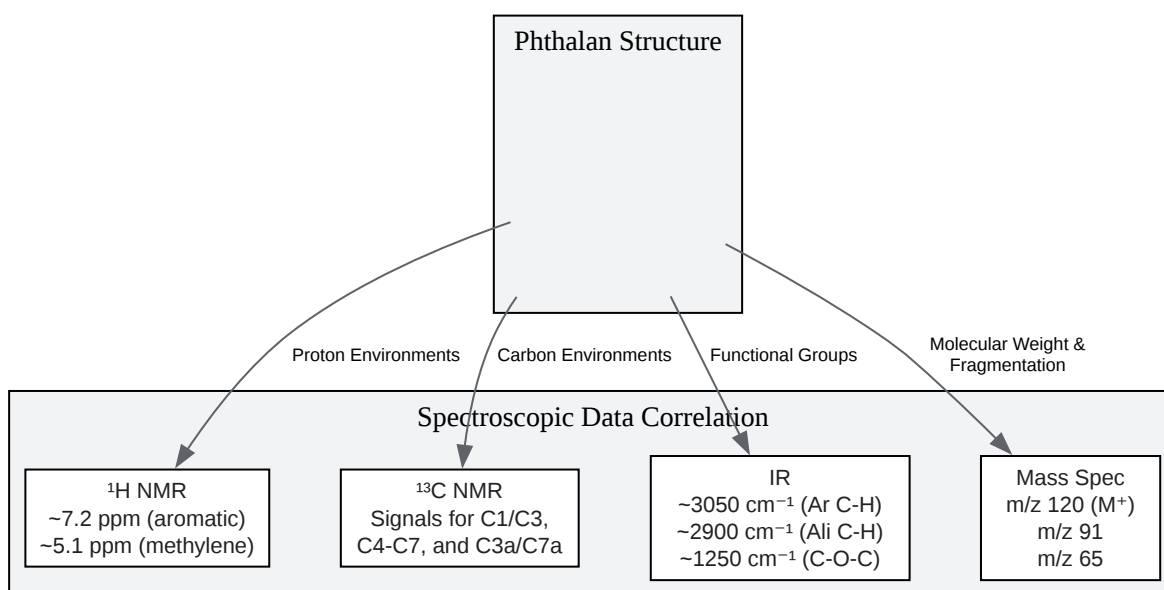 Phthalan Structure
Proton Environments
Carbon Environments
Functional Groups
Molecular Weight &
Fragmentation
Spectroscopic Data Correlation
¹H NMR
~7.2 ppm (aromatic)
~5.1 ppm (methylene)
¹³C NMR
Signals for C1/C3,
C4-C7, and C3a/C7a
IR
~3050 cm⁻¹ (Ar C-H)
~2900 cm⁻¹ (Ali C-H)
~1250 cm⁻¹ (C-O-C)
Mass Spec
m/z 120 (M⁺)
m/z 91
m/z 65